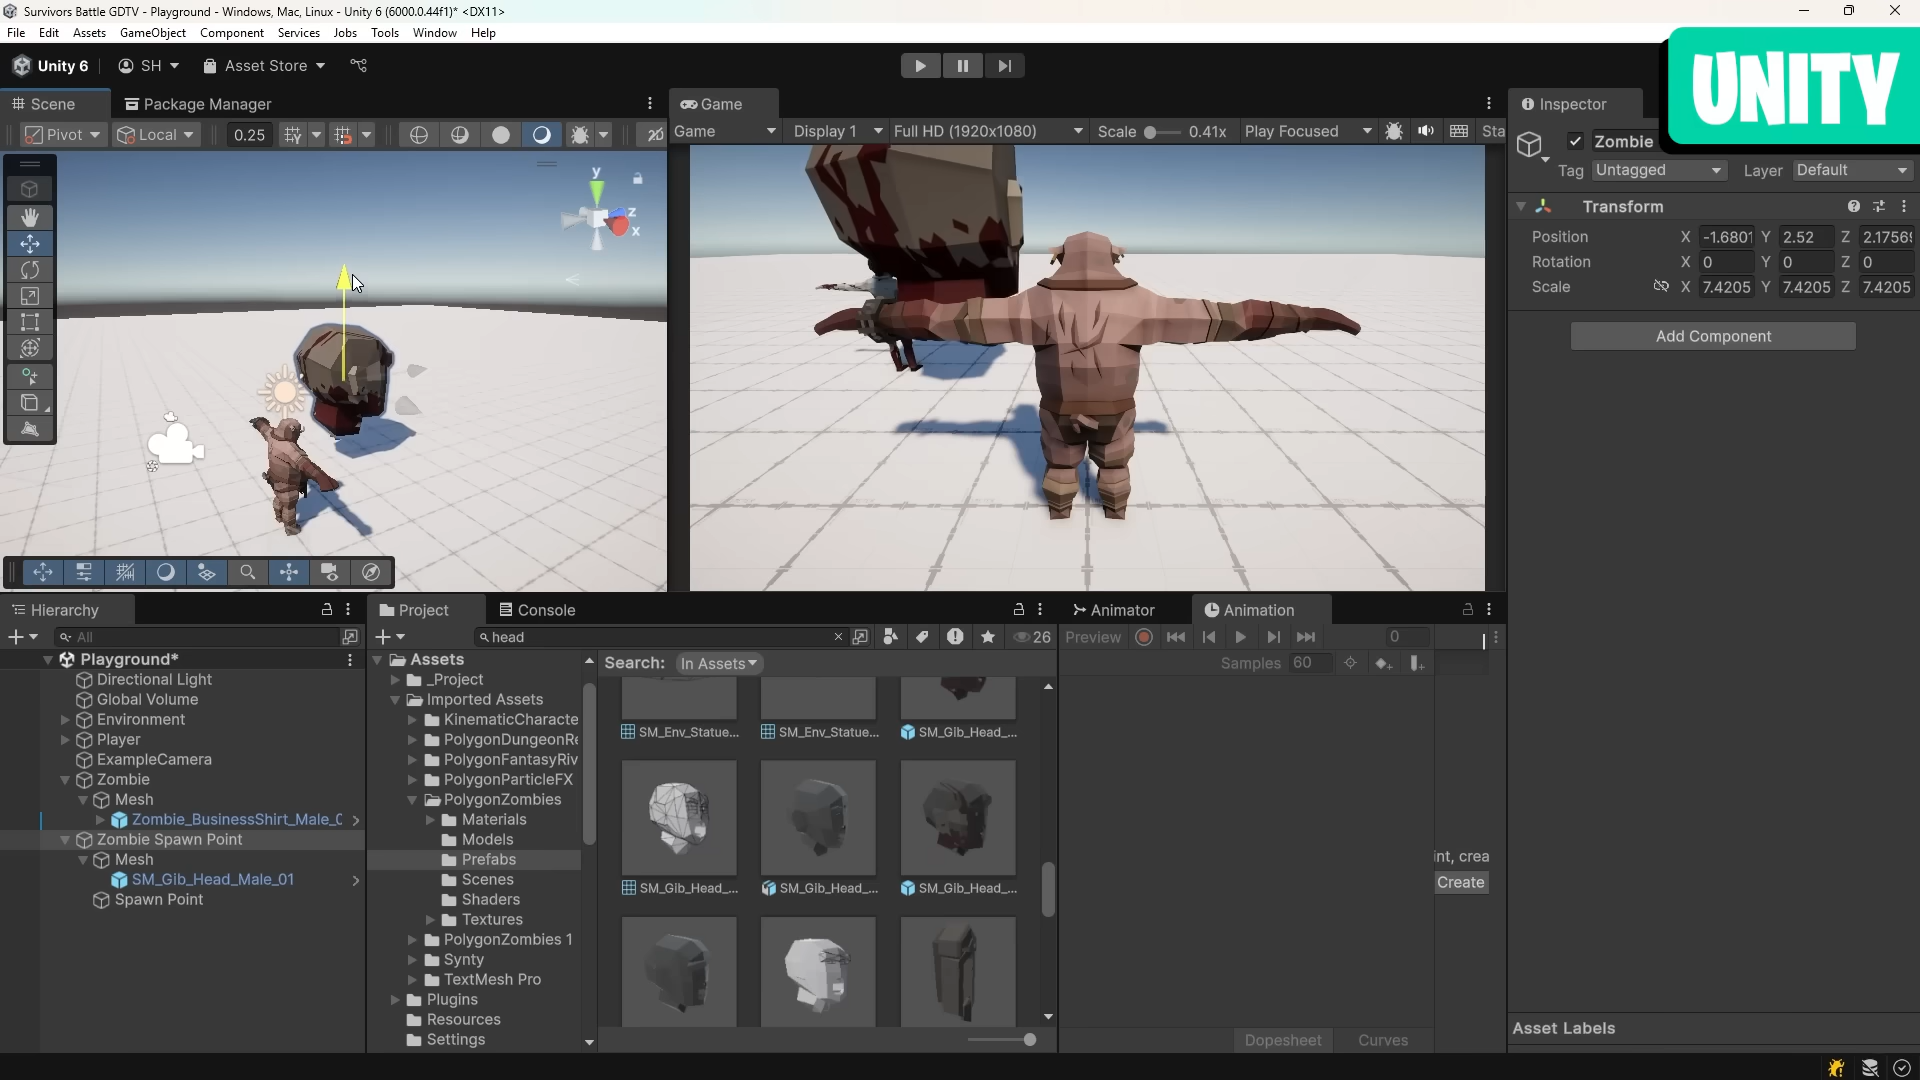 Survivors Battle GDTV - Playground - Windows, Mac, Linux - Unity 6 (6000.0.44f1)* <DX11>
File Edit Assets GameObject Component Services Jobs Tools Window Help
Unity 6 SH Asset Store
UNITY
Scene Package Manager
Game
Inspector
Pivot Local 0.25 2D
Game Display 1 Full HD (1920x1080) Scale 0.41x Play Focused Sta
Zombie
Tag Untagged Layer Default
Transform
Position X -1.6801 Y 2.52 Z 2.1756
Rotation X 0 Y 0 Z 0
Scale X 7.4205 Y 7.4205 Z 7.4205
Add Component
y
z
x
Hierarchy
All
Playground*
Directional Light
Global Volume
Environment
Player
ExampleCamera
Zombie
Mesh
Zombie_BusinessShirt_Male_0
Zombie Spawn Point
Mesh
SM_Gib_Head_Male_01
Spawn Point
Project Console
head
26
Assets
_Project
Imported Assets
KinematicCharacte
PolygonDungeonRe
PolygonFantasyRiv
PolygonParticleFX
PolygonZombies
Materials
Models
Prefabs
Scenes
Shaders
Textures
PolygonZombies 1
Synty
TextMesh Pro
Plugins
Resources
Settings
Search: In Assets
SM_Env_Statue... SM_Env_Statue... SM_Gib_Head_...
SM_Gib_Head_... SM_Gib_Head_... SM_Gib_Head_...
Animator Animation
Preview 0
Samples 60
int, crea
Create
Dopesheet Curves
Asset Labels